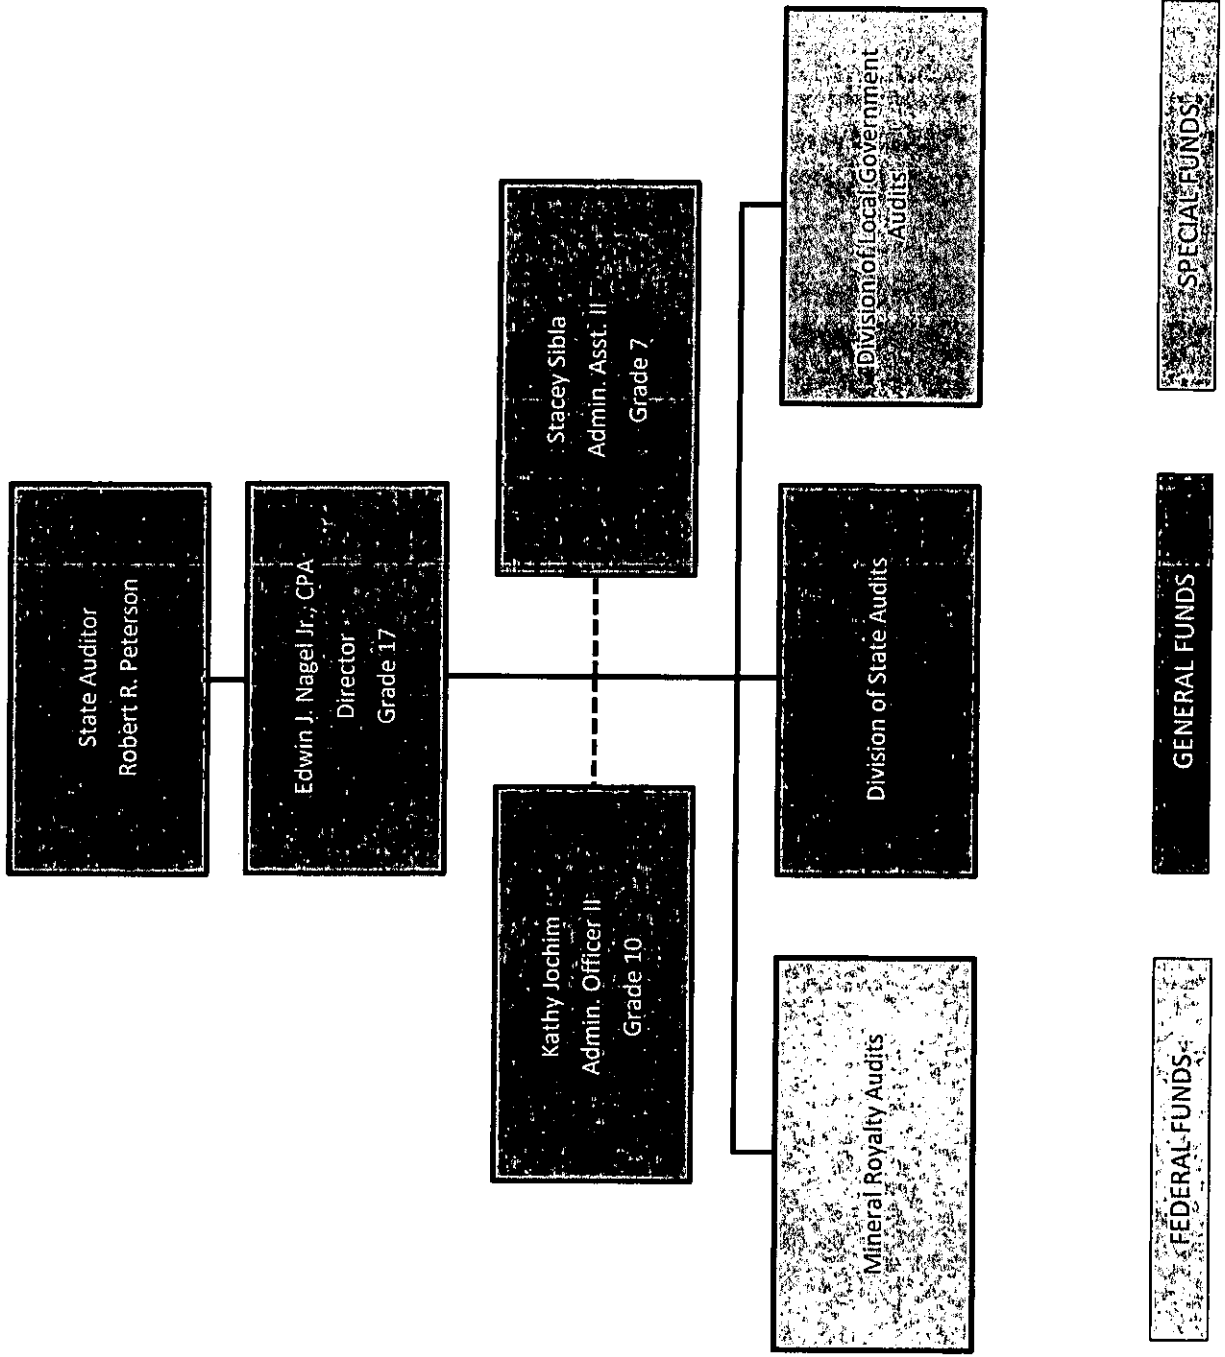 State Auditor
Robert R. Peterson
Edwin J. Nagel Jr., CPA
Director
Grade 17
Kathy Jochim
Admin. Officer II
Grade 10
Stacey Sibla
Admin. Asst. II
Grade 7
Mineral Royalty Audits
Division of State Audits
Division of Local Government
Audits
FEDERAL FUNDS
GENERAL FUNDS
SPECIAL FUNDS